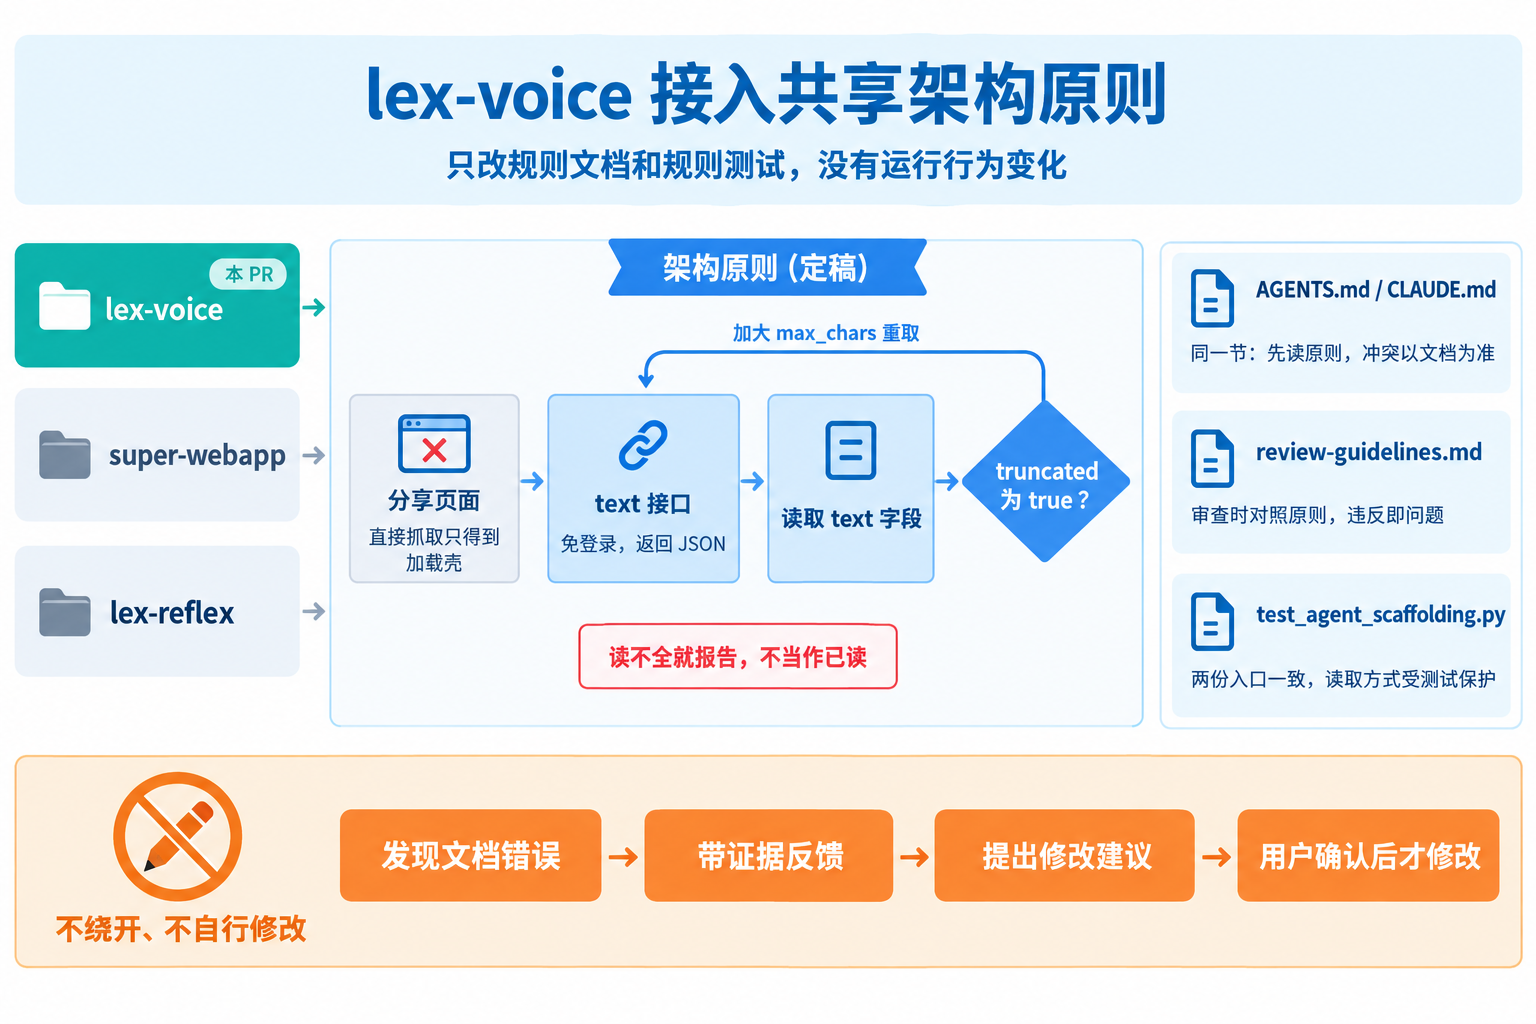 lex-voice 接入共享架构原则
只改规则文档和规则测试，没有运行行为变化
本 PR
lex-voice
super-webapp
lex-reflex
架构原则（定稿）
加大 max_chars 重取
分享页面
直接抓取只得到
加载壳
text 接口
免登录，返回 JSON
读取 text 字段
truncated
为 true？
读不全就报告，不当作已读
AGENTS.md / CLAUDE.md
同一节：先读原则，冲突以文档为准
review-guidelines.md
审查时对照原则，违反即问题
test_agent_scaffolding.py
两份入口一致，读取方式受测试保护
不绕开、不自行修改
发现文档错误
带证据反馈
提出修改建议
用户确认后才修改